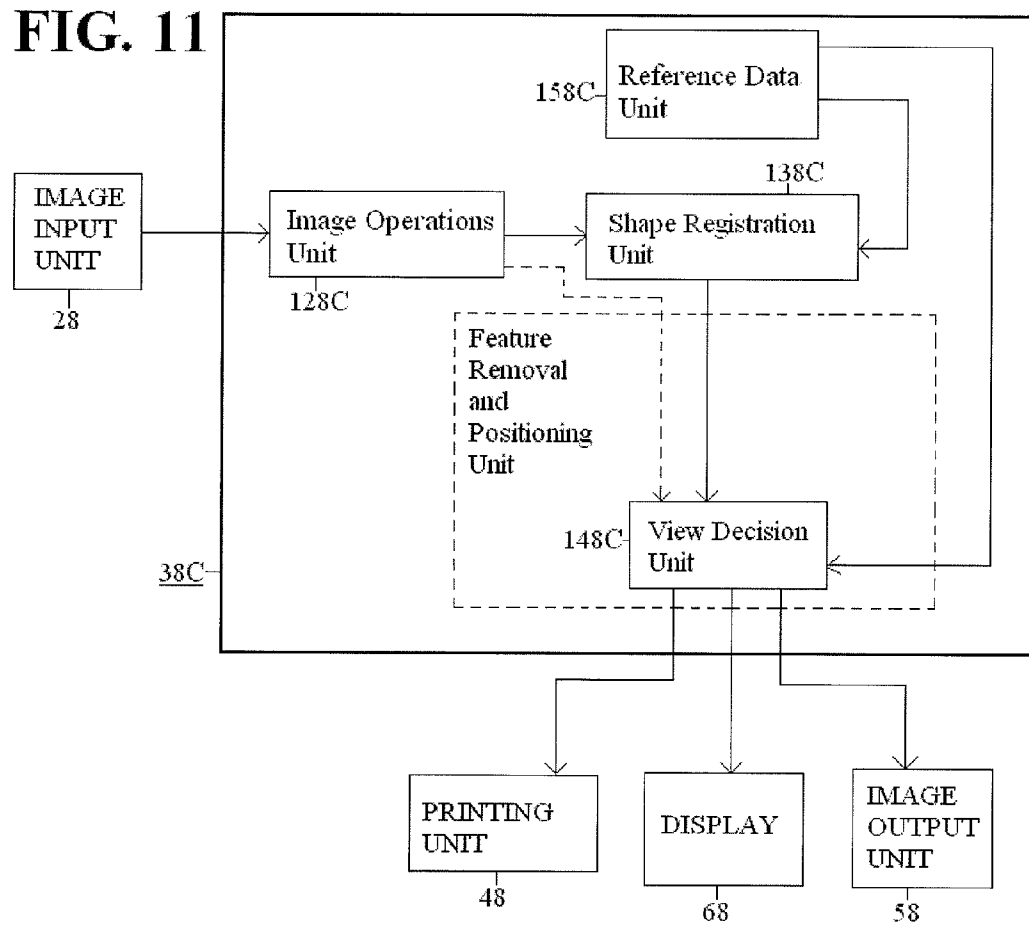 FIG. 11
Reference Data
Unit
158C
138C
IMAGE
INPUT
UNIT
28
Image Operations
Unit
128C
Shape Registration
Unit
Feature
Removal
and
Positioning
Unit
148C
View Decision
Unit
38C
PRINTING
UNIT
48
DISPLAY
68
IMAGE
OUTPUT
UNIT
58